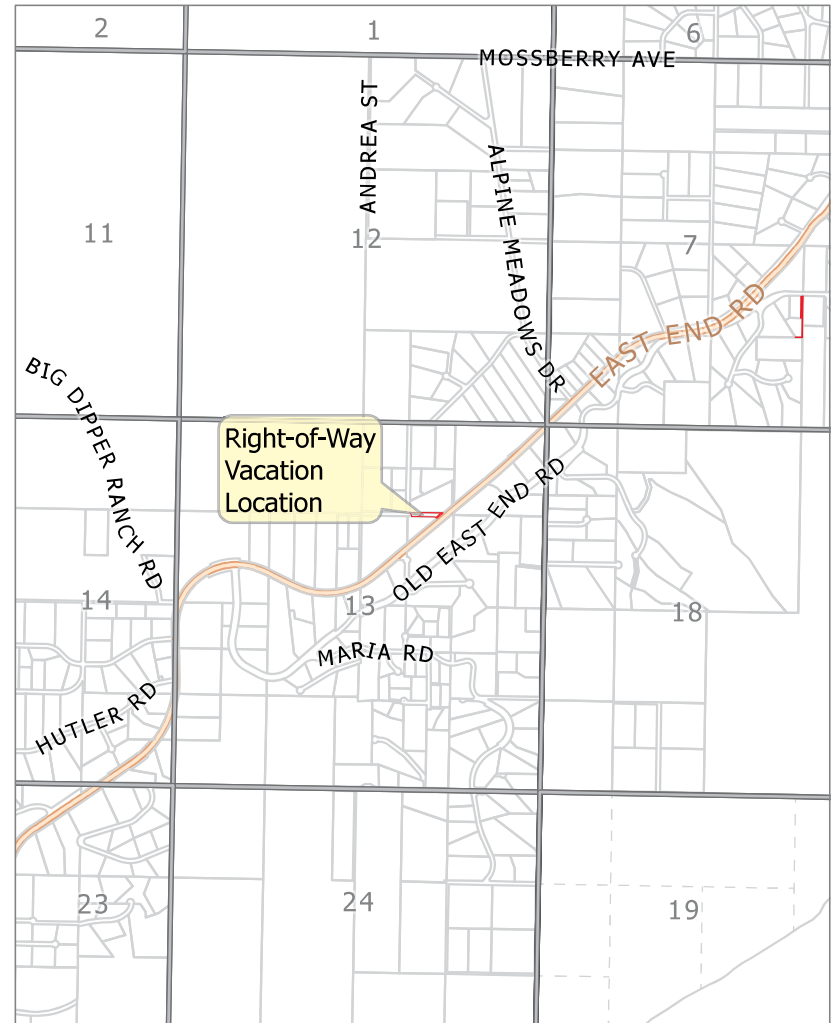 2
1
6
MOSSBERRY AVE
ANDREA ST
ALPINE MEADOWS DR
11
12
7
EAST END RD
BIG DIPPER RANCH RD
Right-of-Way
Vacation
Location
OLD EAST END RD
14
13
18
MARIA RD
HUTLER RD
23
24
19